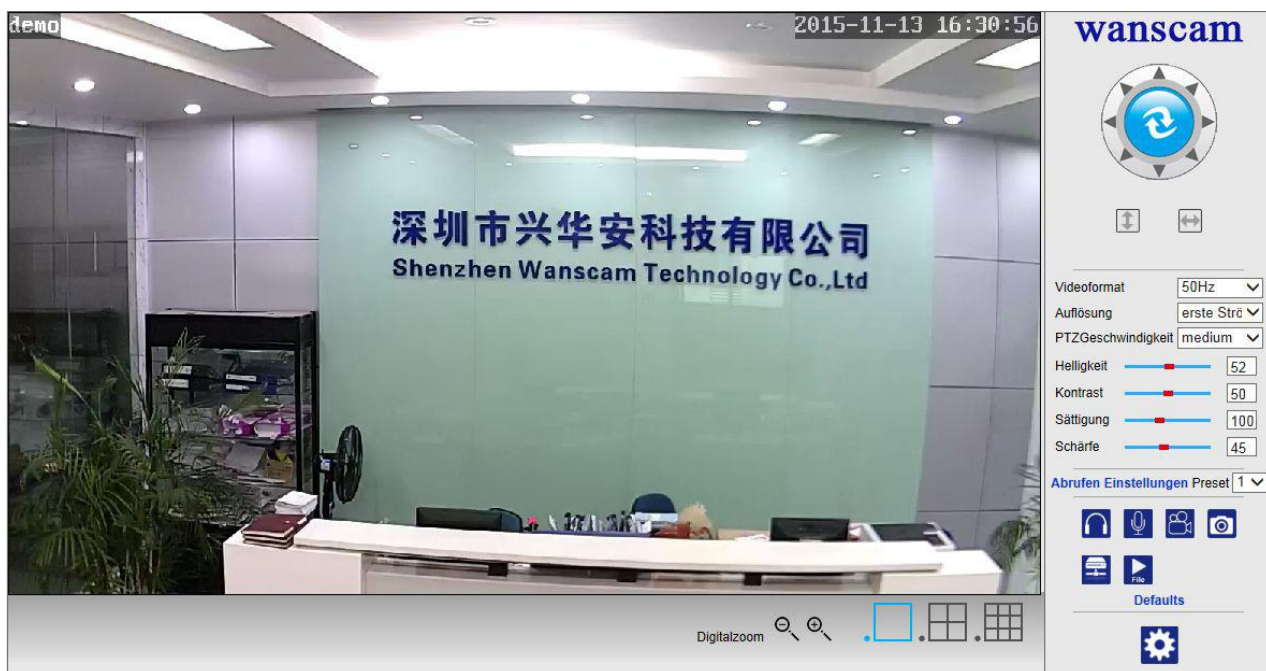 demo
2015-11-13 16:30:56
深圳市兴华安科技有限公司
Shenzhen Wanscam Technology Co.,Ltd
Digitalzoom
wanscam
Videoformat 50Hz
Auflösung erste Strö
PTZGeschwindigkeit medium
Helligkeit 52
Kontrast 50
Sättigung 100
Schärfe 45
Abrufen Einstellungen Preset 1
File
Defaults